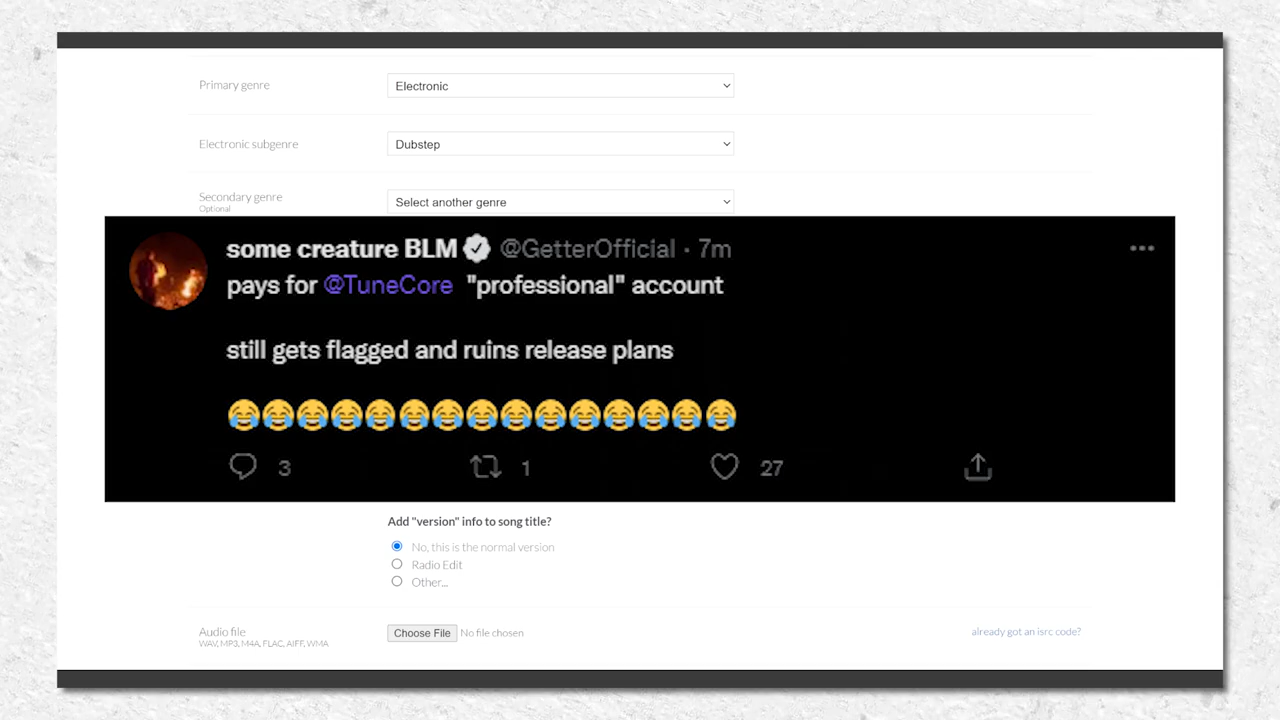 Primary genre
Electronic
Electronic subgenre
Dubstep
Secondary genre
Optional
Select another genre
some creature BLM @GetterOfficial · 7m
pays for @TuneCore "professional" account
still gets flagged and ruins release plans
😂😂😂😂😂😂😂😂😂😂😂😂😂😂😂
3 1 27
Add "version" info to song title?
No, this is the normal version
Radio Edit
Other...
Audio file
WAV, MP3, M4A, FLAC, AIFF, WMA
Choose File No file chosen
already got an isrc code?